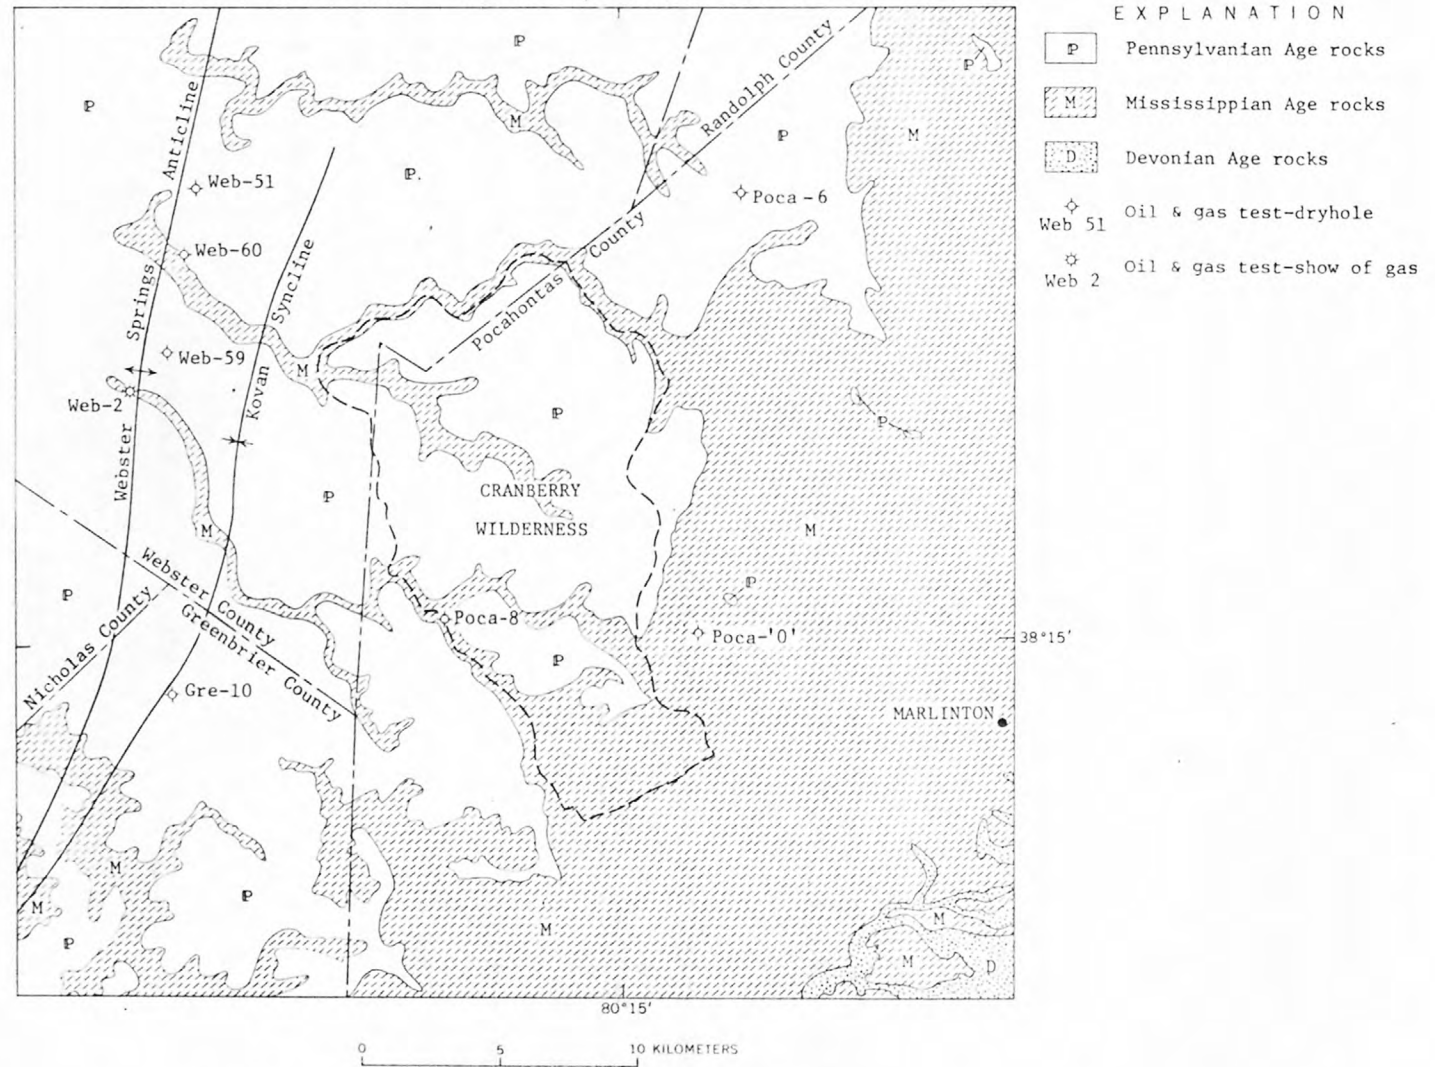 EXPLANATION
P Pennsylvanian Age rocks
M Mississippian Age rocks
D Devonian Age rocks
Web 51 Oil & gas test-dryhole
Web 2 Oil & gas test-show of gas
P
P
P
M
Randolph County
P
M
P
Webster Springs Anticline
Web-51
P.
Poca-6
Web-60
Kovan Syncline
Pocahontas County
Web-59
M
Web-2
P
P
P
CRANBERRY
WILDERNESS
M
M
Webster County
P
P
Nicholas County
Greenbrier County
Poca-8
Poca-'0'
38°15'
P
Gre-10
MARLINTON
M
P
M
M
M
P
M
D
80°15'
0 5 10 KILOMETERS